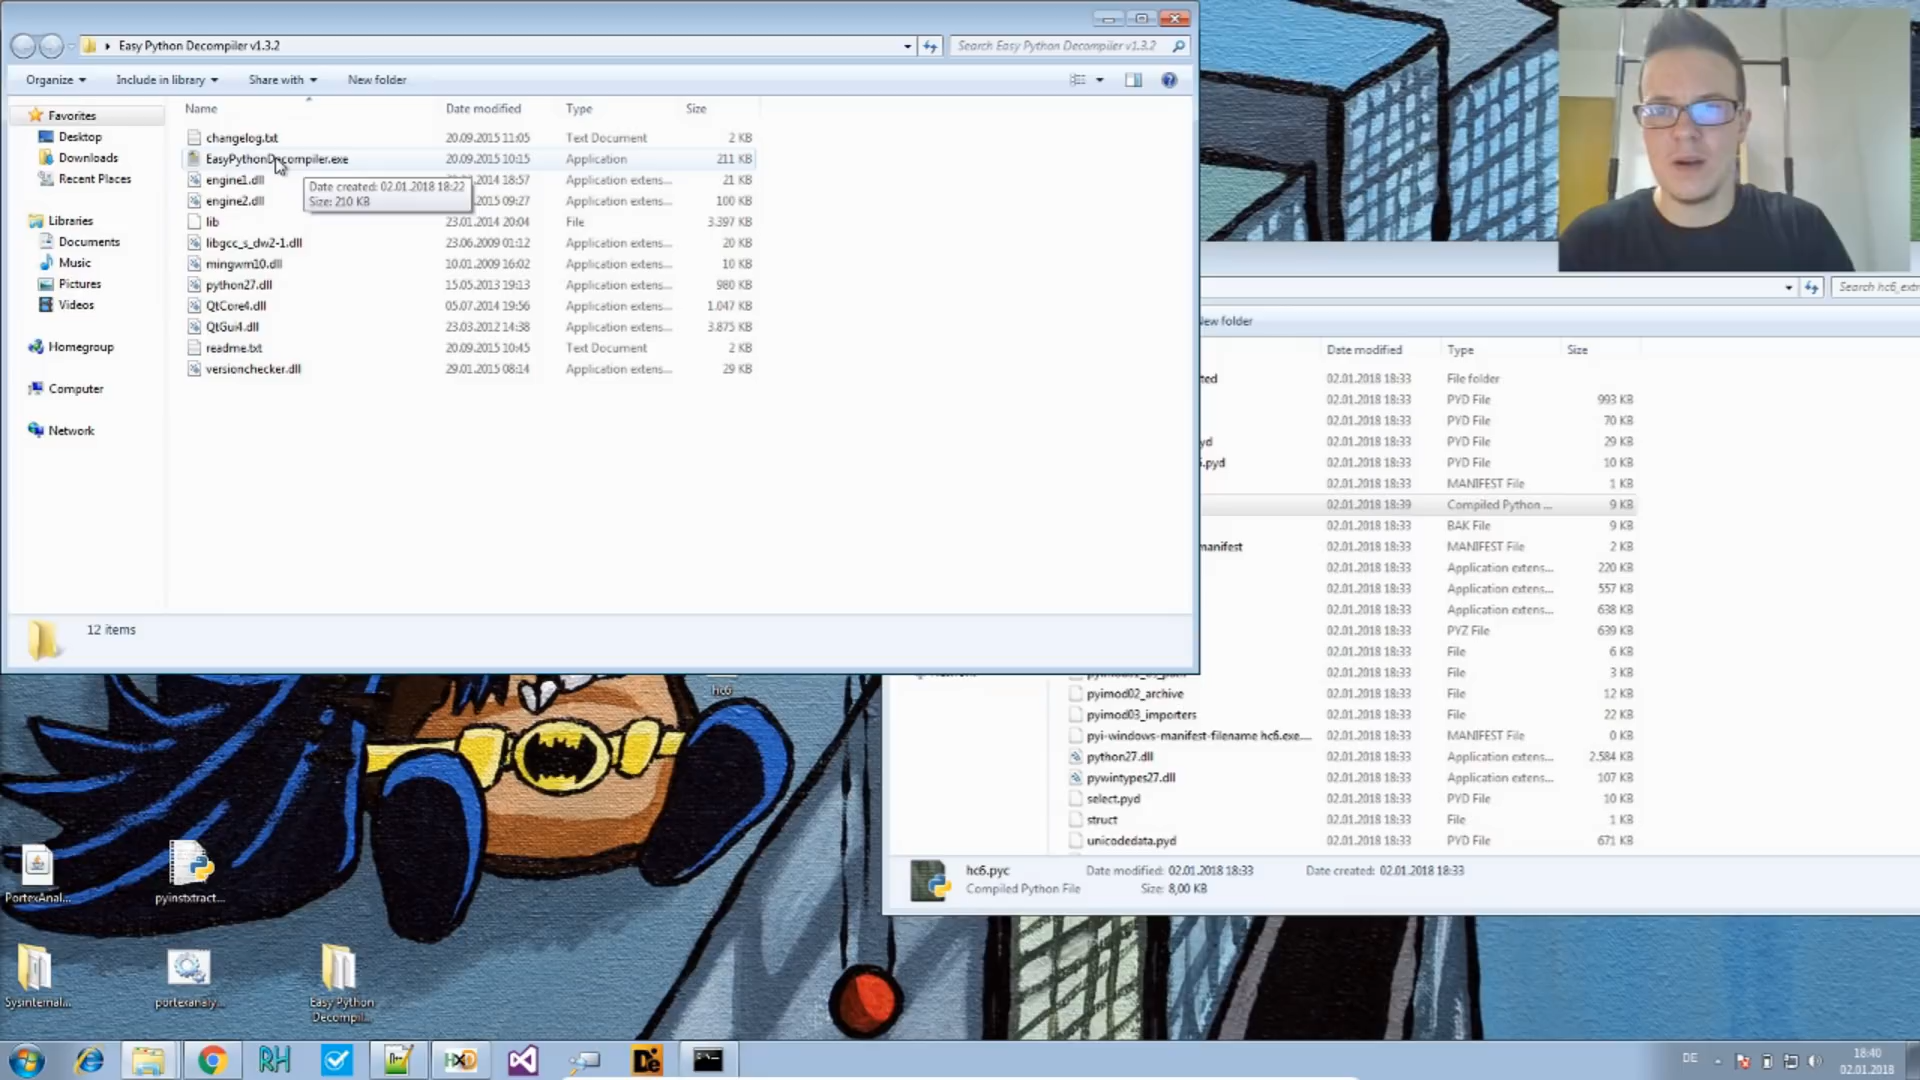 Easy Python Decompiler v1.3.2
Search Easy Python Decompiler v1.3.2
Organize Include in library Share with New folder
Name Date modified Type Size
Favorites
Desktop
Downloads
Recent Places
Libraries
Documents
Music
Pictures
Videos
Homegroup
Computer
Network
changelog.txt 20.09.2015 11:05 Text Document 2 KB
EasyPythonDecompiler.exe 20.09.2015 10:15 Application 211 KB
engine1.dll 2014 18:57 Application extens... 21 KB
engine2.dll 2015 09:27 Application extens... 100 KB
Date created: 02.01.2018 18:22
Size: 210 KB
lib 23.01.2014 20:04 File 3.397 KB
libgcc_s_dw2-1.dll 23.06.2009 01:12 Application extens... 20 KB
mingwm10.dll 10.01.2009 16:02 Application extens... 10 KB
python27.dll 15.05.2013 19:13 Application extens... 980 KB
QtCore4.dll 05.07.2014 19:56 Application extens... 1.047 KB
QtGui4.dll 23.03.2012 14:38 Application extens... 3.875 KB
readme.txt 20.09.2015 10:45 Text Document 2 KB
versionchecker.dll 29.01.2015 08:14 Application extens... 29 KB
12 items
Search hc6_extr
New folder
Date modified Type Size
ted 02.01.2018 18:33 File folder
02.01.2018 18:33 PYD File 993 KB
02.01.2018 18:33 PYD File 70 KB
yd 02.01.2018 18:33 PYD File 29 KB
.pyd 02.01.2018 18:33 PYD File 10 KB
02.01.2018 18:33 MANIFEST File 1 KB
02.01.2018 18:39 Compiled Python ... 9 KB
02.01.2018 18:33 BAK File 9 KB
manifest 02.01.2018 18:33 MANIFEST File 2 KB
02.01.2018 18:33 Application extens... 220 KB
02.01.2018 18:33 Application extens... 557 KB
02.01.2018 18:33 Application extens... 638 KB
02.01.2018 18:33 PYZ File 639 KB
02.01.2018 18:33 File 6 KB
02.01.2018 18:33 File 3 KB
pyimod02_archive 02.01.2018 18:33 File 12 KB
pyimod03_importers 02.01.2018 18:33 File 22 KB
pyi-windows-manifest-filename hc6.exe.... 02.01.2018 18:33 MANIFEST File 0 KB
python27.dll 02.01.2018 18:33 Application extens... 2.584 KB
pywintypes27.dll 02.01.2018 18:33 Application extens... 107 KB
select.pyd 02.01.2018 18:33 PYD File 10 KB
struct 02.01.2018 18:33 File 1 KB
unicodedata.pyd 02.01.2018 18:33 PYD File 671 KB
hc6.pyc Date modified: 02.01.2018 18:33 Date created: 02.01.2018 18:33
Compiled Python File Size: 8,00 KB
hc6
PortexAnal...
pyinstxtract...
Sysinternal...
portexanaly...
Easy Python
Decompil...
RH
n++
HXD
De
DE
18:40
02.01.2018